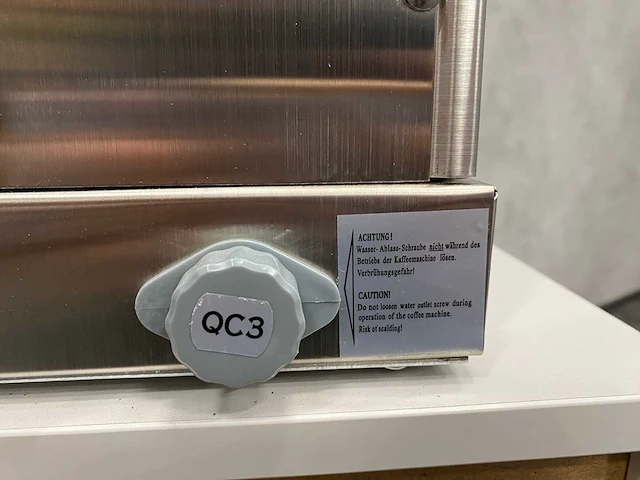 QC3
ACHTUNG!
Wasser-Ablass-Schraube nicht während des
Betriebs der Kaffeemaschine lösen.
Verbrühungsgefahr!
CAUTION!
Do not loosen water outlet screw during
operation of the coffee machine.
Risk of scalding!